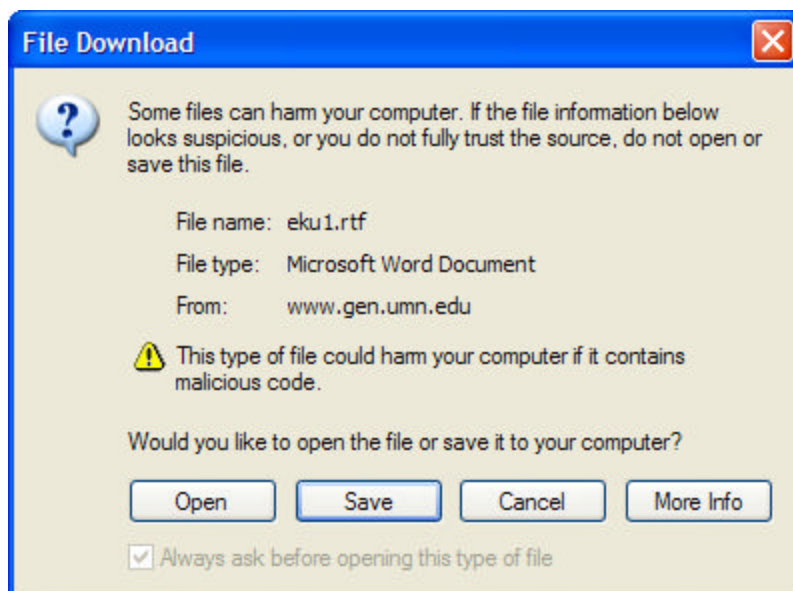 File Download
Some files can harm your computer. If the file information below
looks suspicious, or you do not fully trust the source, do not open or
save this file.
File name: eku1.rtf
File type: Microsoft Word Document
From: www.gen.umn.edu
This type of file could harm your computer if it contains
malicious code.
Would you like to open the file or save it to your computer?
Open Save Cancel More Info
Always ask before opening this type of file